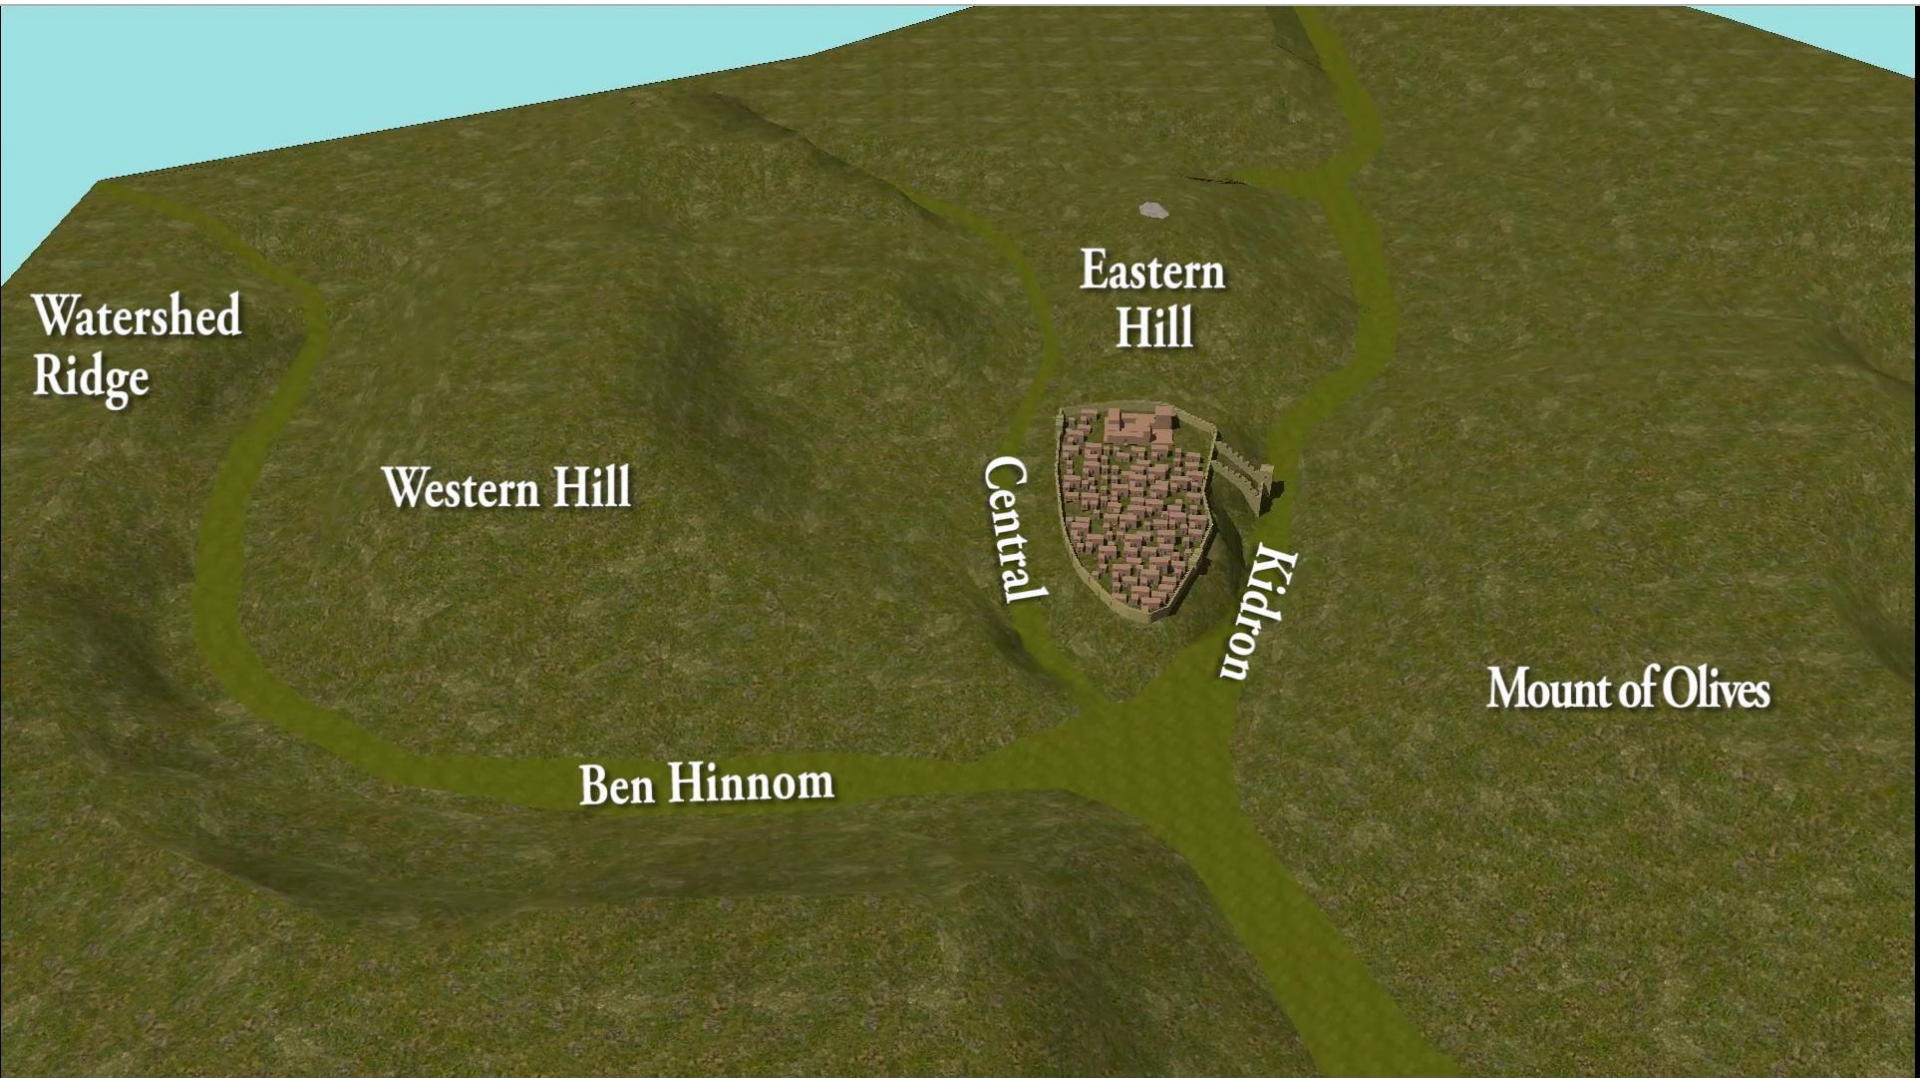 Eastern
Hill
Watershed
Ridge
Western Hill
Central
Kidron
Mount of Olives
Ben Hinnom